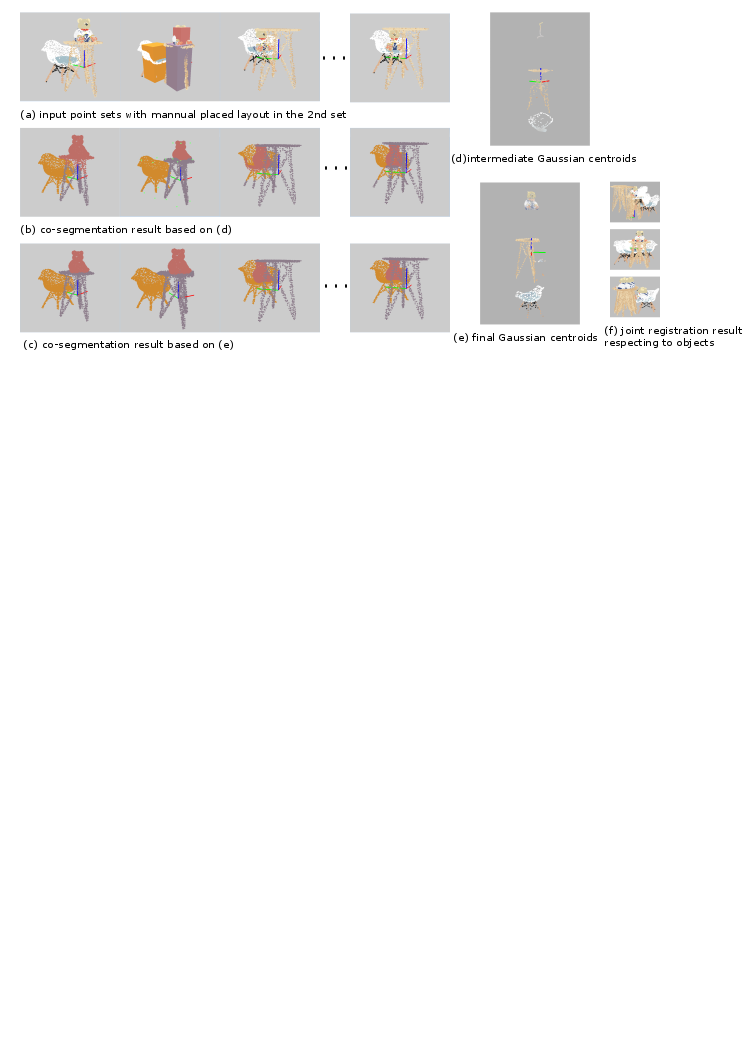 (a) input point sets with mannual placed layout in the 2nd set
(d)intermediate Gaussian centroids
(b) co-segmentation result based on (d)
(c) co-segmentation result based on (e)
(e) final Gaussian centroids
(f) joint registration result
respecting to objects